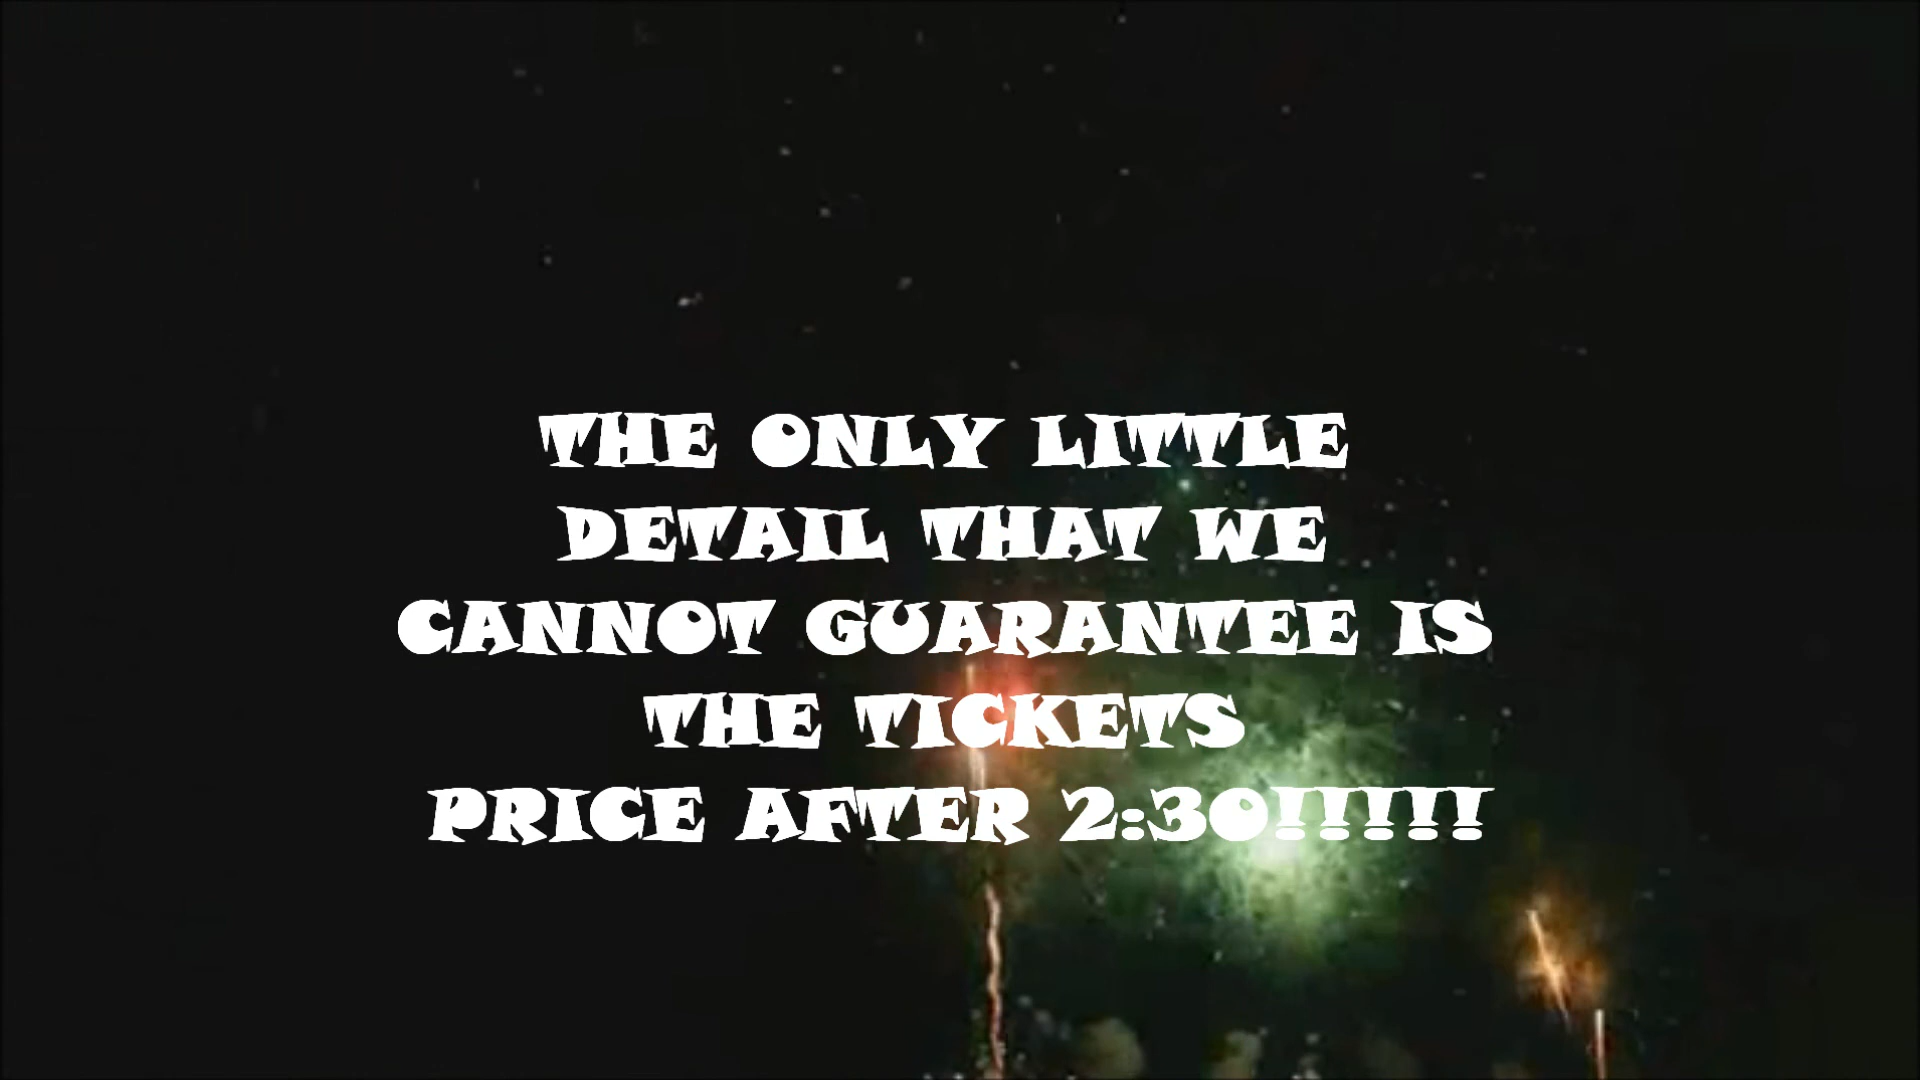 THE ONLY LITTLE
DETAIL THAT WE
CANNOT GUARANTEE IS
THE TICKETS
PRICE AFTER 2:30!!!!!